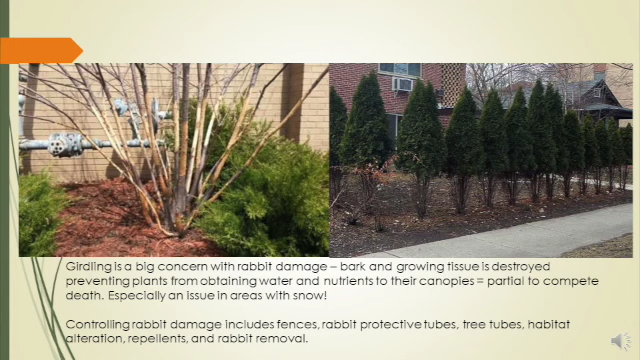 Girdling is a big concern with rabbit damage – bark and growing tissue is destroyed
preventing plants from obtaining water and nutrients to their canopies = partial to compete
death. Especially an issue in areas with snow!
Controlling rabbit damage includes fences, rabbit protective tubes, tree tubes, habitat
alteration, repellents, and rabbit removal.